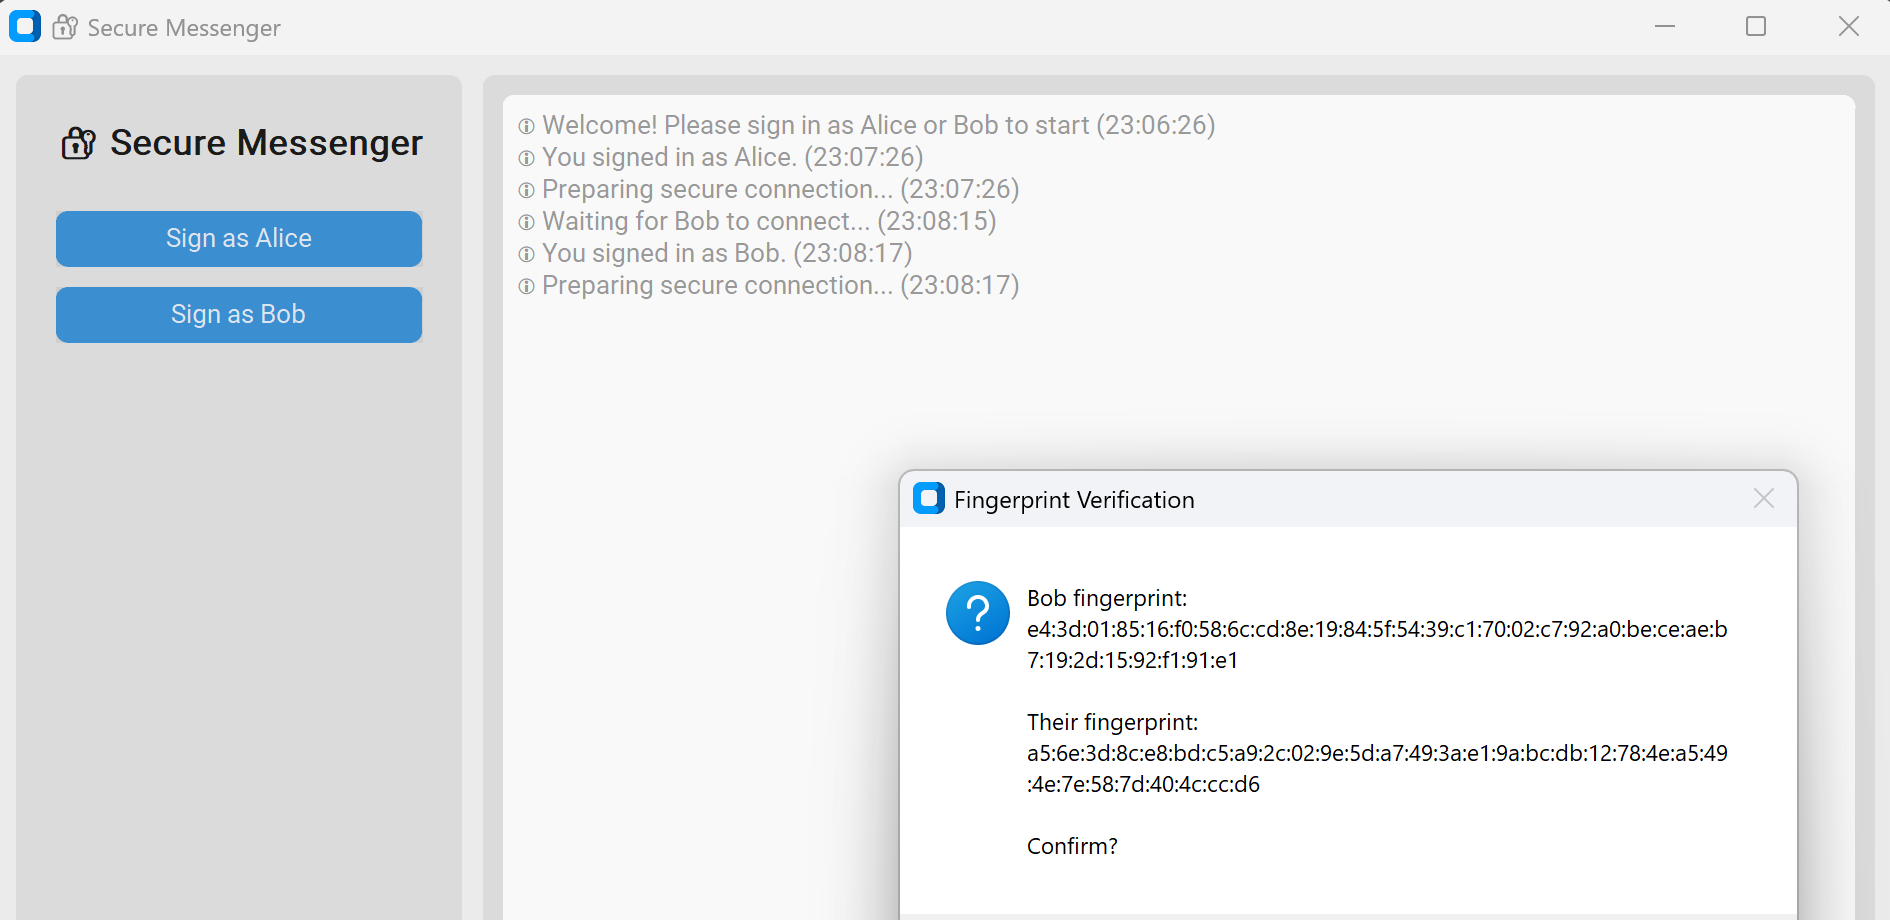 Secure Messenger
Secure Messenger
Sign as Alice
Sign as Bob
Welcome! Please sign in as Alice or Bob to start (23:06:26)
You signed in as Alice. (23:07:26)
Preparing secure connection... (23:07:26)
Waiting for Bob to connect... (23:08:15)
You signed in as Bob. (23:08:17)
Preparing secure connection... (23:08:17)
Fingerprint Verification
Bob fingerprint:
e4:3d:01:85:16:f0:58:6c:cd:8e:19:84:5f:54:39:c1:70:02:c7:92:a0:be:ce:ae:b
7:19:2d:15:92:f1:91:e1
Their fingerprint:
a5:6e:3d:8c:e8:bd:c5:a9:2c:02:9e:5d:a7:49:3a:e1:9a:bc:db:12:78:4e:a5:49
:4e:7e:58:7d:40:4c:cc:d6
Confirm?